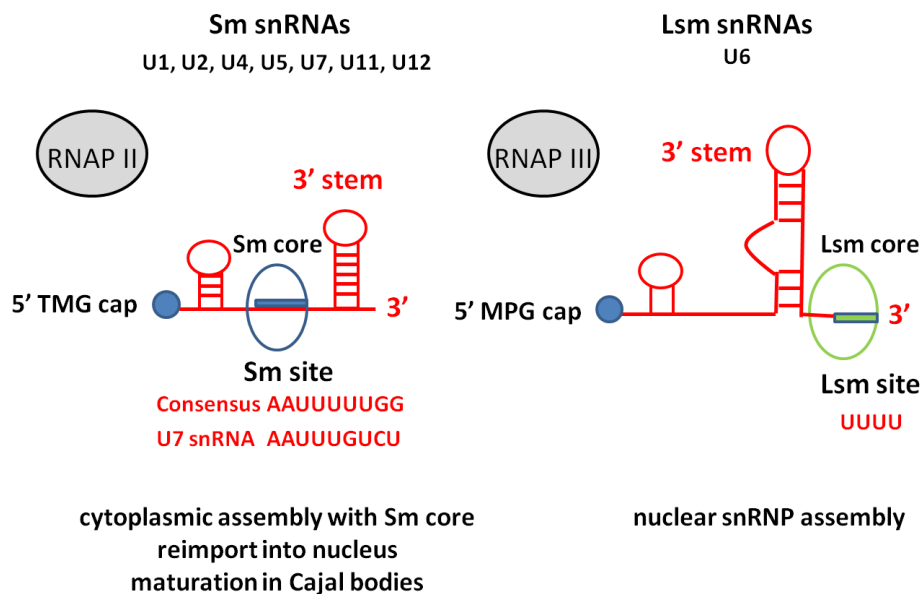 Sm snRNAs
U1, U2, U4, U5, U7, U11, U12
RNAP II
3’ stem
Sm core
5’ TMG cap
3’
Sm site
Consensus AAUUUUUGG
U7 snRNA AAUUUGUCU
cytoplasmic assembly with Sm core
reimport into nucleus
maturation in Cajal bodies
Lsm snRNAs
U6
RNAP III
3’ stem
Lsm core
5’ MPG cap
3’
Lsm site
UUUU
nuclear snRNP assembly